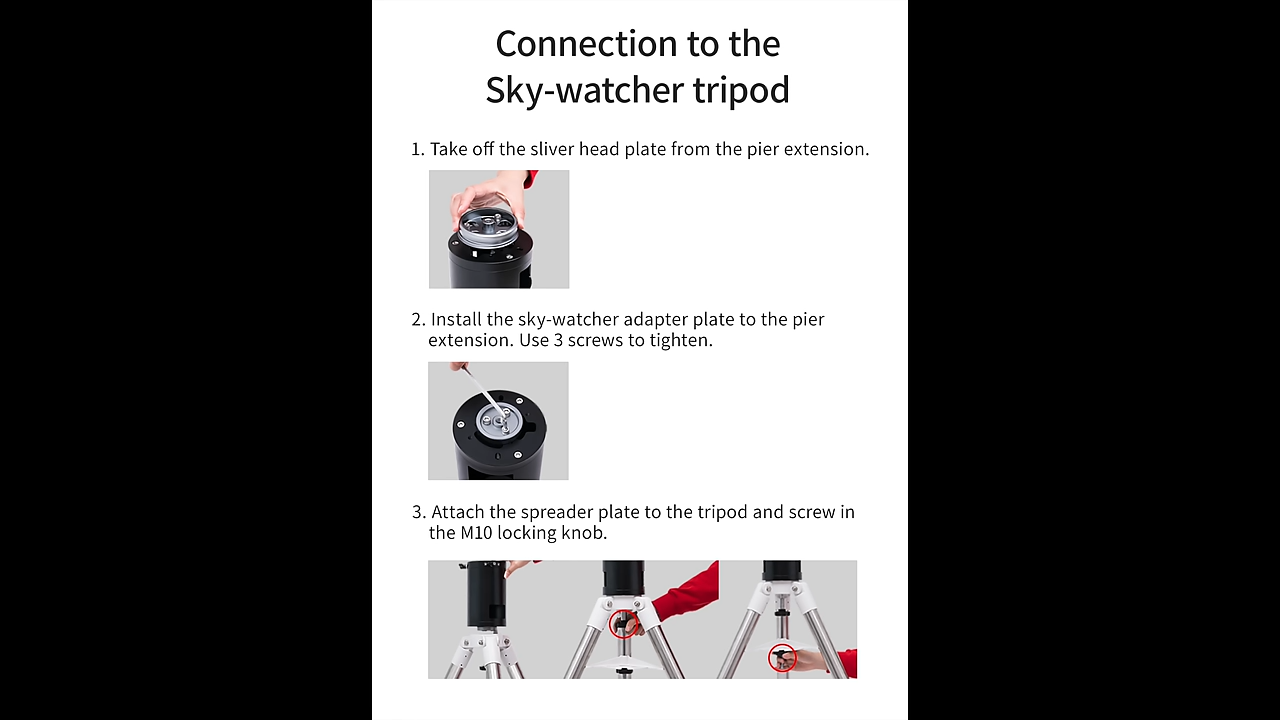 Connection to the
Sky-watcher tripod
1. Take off the sliver head plate from the pier extension.
2. Install the sky-watcher adapter plate to the pier
extension. Use 3 screws to tighten.
3. Attach the spreader plate to the tripod and screw in
the M10 locking knob.